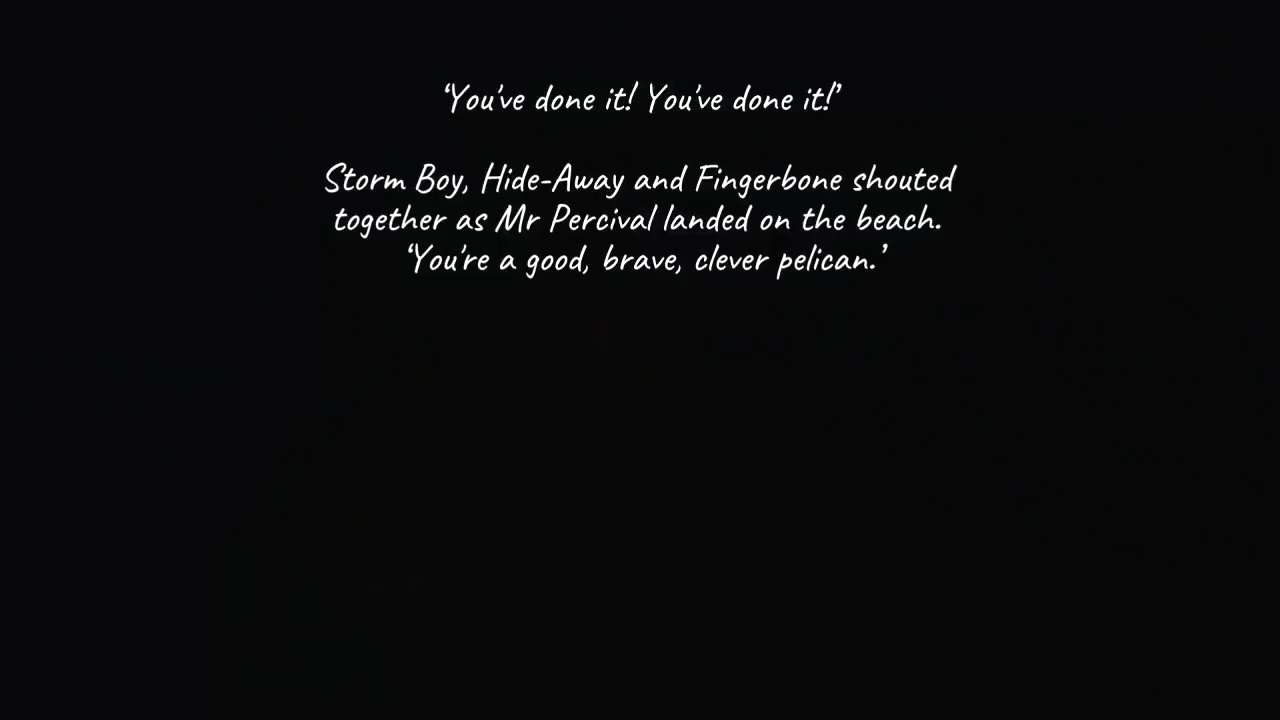 ‘You've done it! You've done it!’
Storm Boy, Hide-Away and Fingerbone shouted
together as Mr Percival landed on the beach.
‘You're a good, brave, clever pelican.’